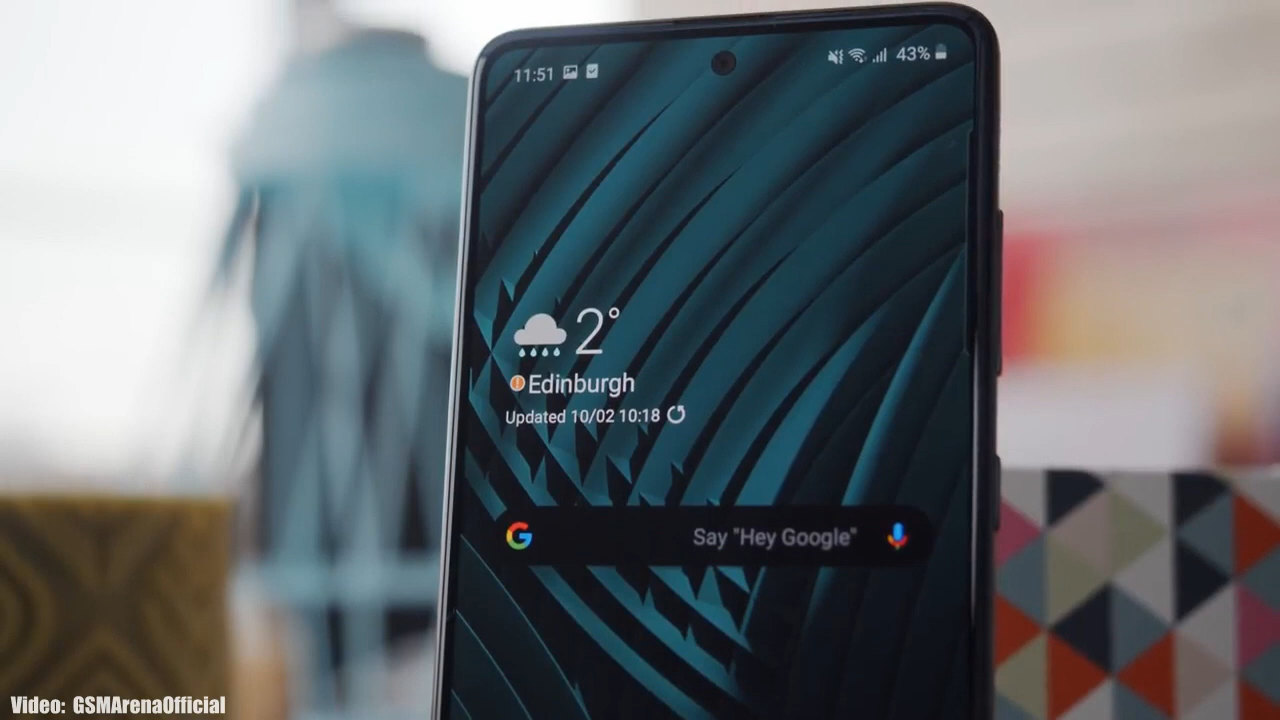 11:51
43%
2°
Edinburgh
Updated 10/02 10:18
G Say "Hey Google"
Video: GSMArenaOfficial